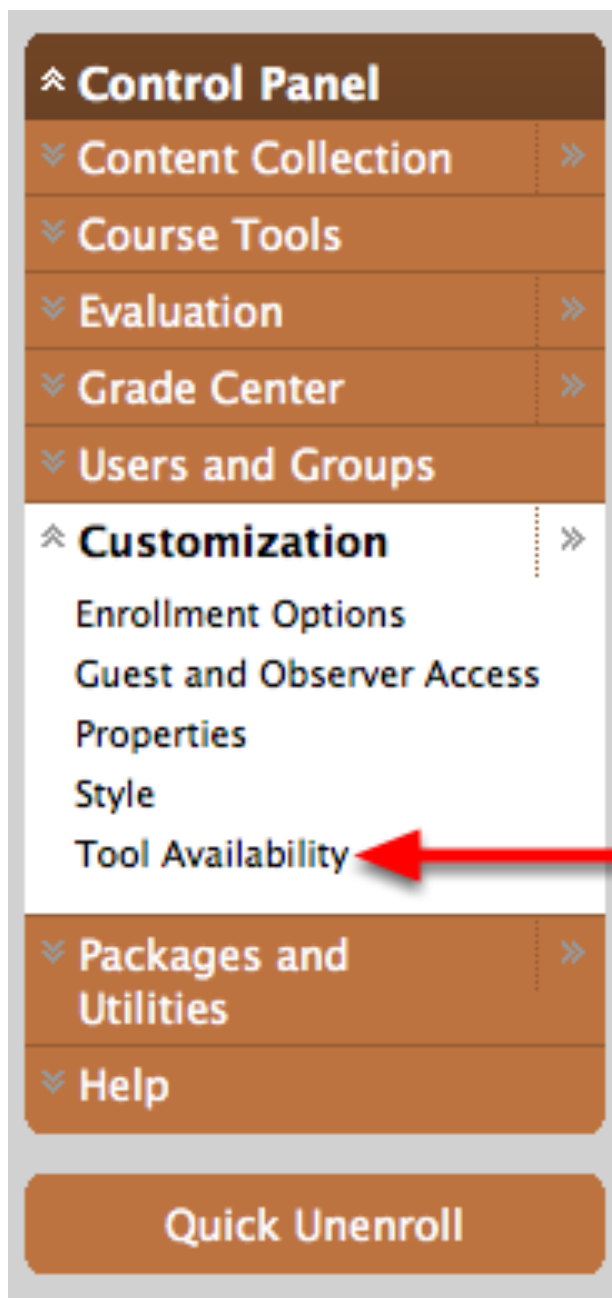 Control Panel
Content Collection
Course Tools
Evaluation
Grade Center
Users and Groups
Customization
Enrollment Options
Guest and Observer Access
Properties
Style
Tool Availability
Packages and
Utilities
Help
Quick Unenroll